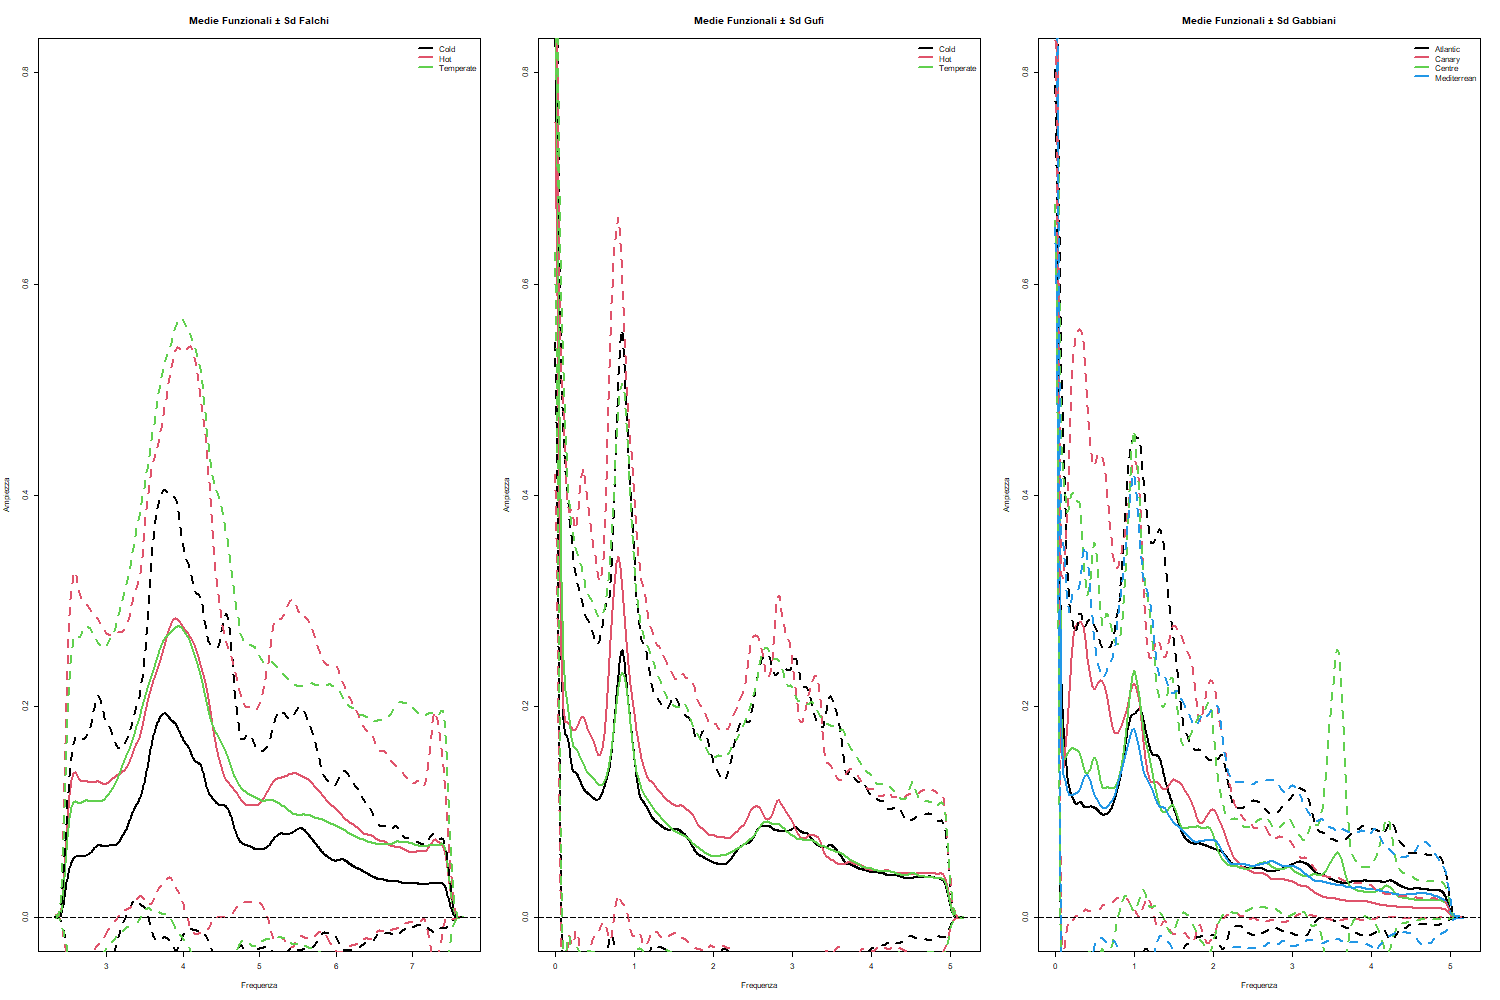 Medie Funzionali ± Sd Falchi
Cold
Hot
Temperate
0.8
0.6
0.4
0.2
0.0
Ampiezza
3 4 5 6 7
Frequenza
Medie Funzionali ± Sd Gufi
Cold
Hot
Temperate
0.8
0.6
0.4
0.2
0.0
Ampiezza
0 1 2 3 4 5
Frequenza
Medie Funzionali ± Sd Gabbiani
Atlantic
Canary
Centre
Mediterrean
0.8
0.6
0.4
0.2
0.0
Ampiezza
0 1 2 3 4 5
Frequenza